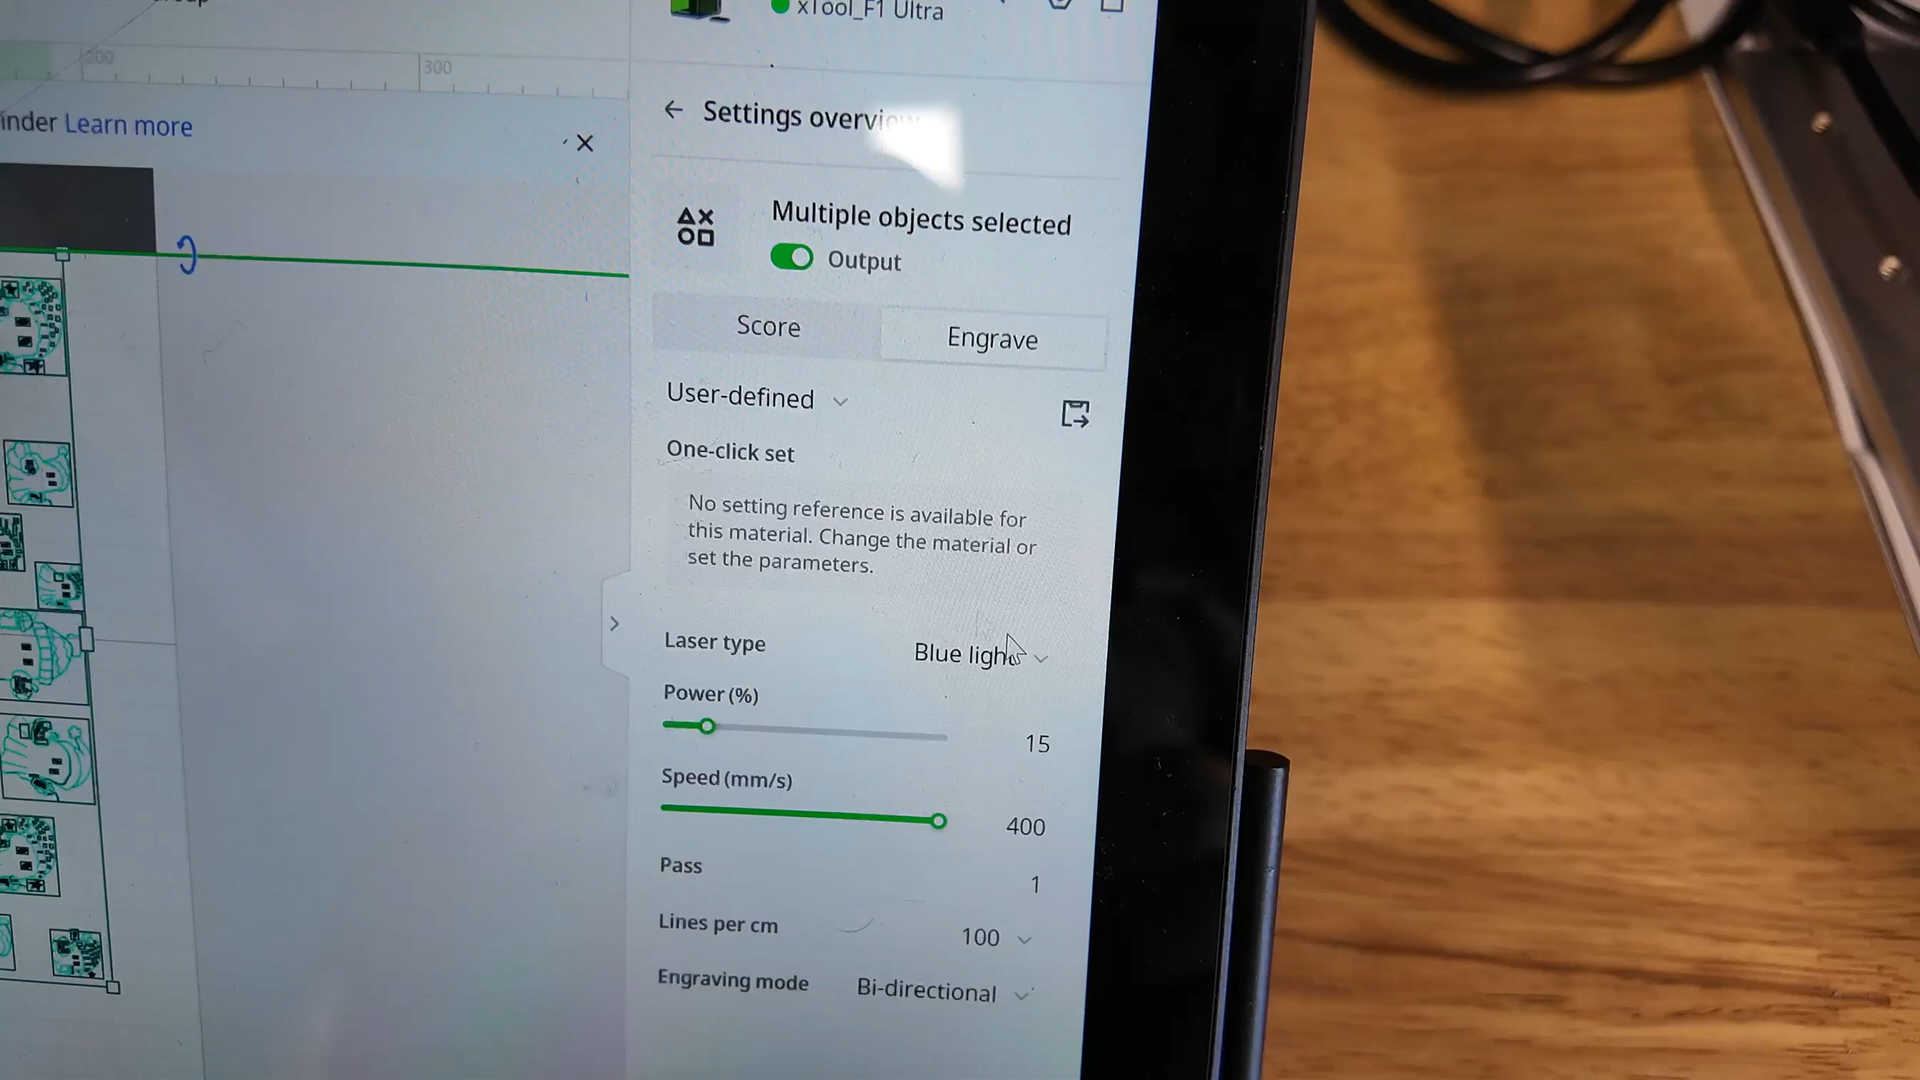 xTool_F1 Ultra
200
300
inder Learn more
Settings overview
Multiple objects selected
Output
Score
Engrave
User-defined
One-click set
No setting reference is available for
this material. Change the material or
set the parameters.
Laser type
Blue light
Power (%)
15
Speed (mm/s)
400
Pass
1
Lines per cm
100
Engraving mode
Bi-directional